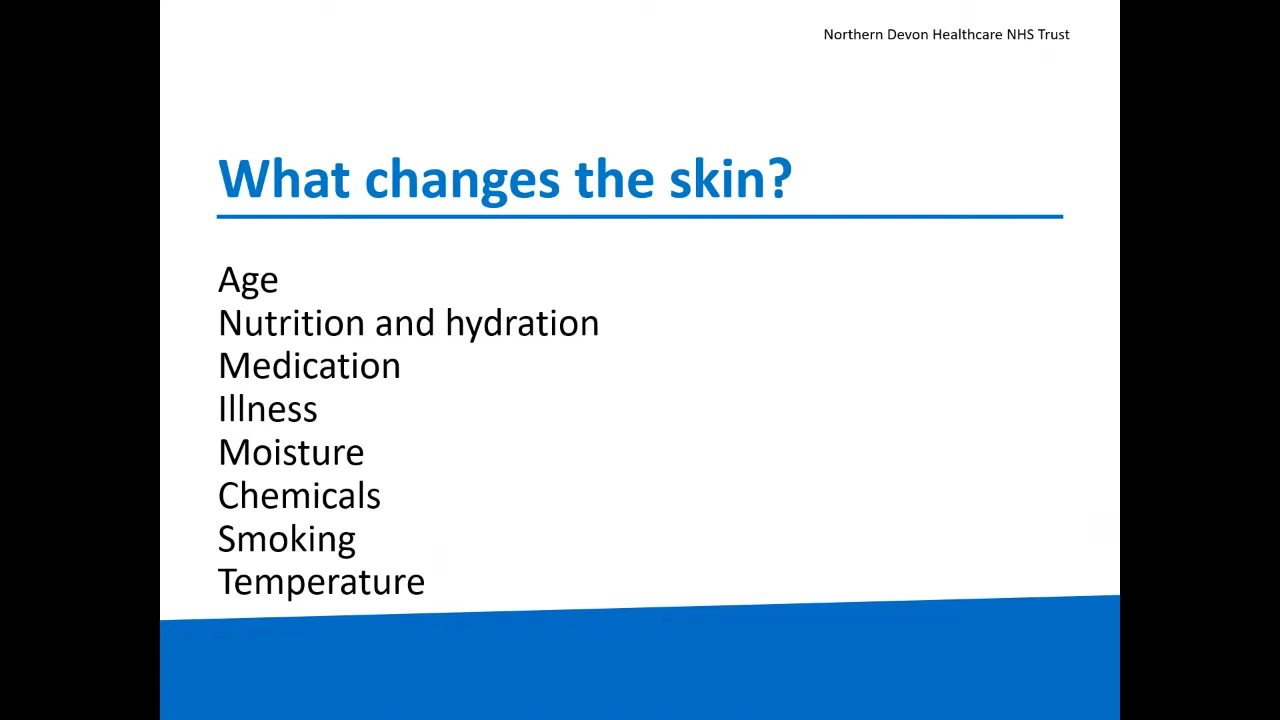 Northern Devon Healthcare NHS Trust
What changes the skin?
Age
Nutrition and hydration
Medication
Illness
Moisture
Chemicals
Smoking
Temperature